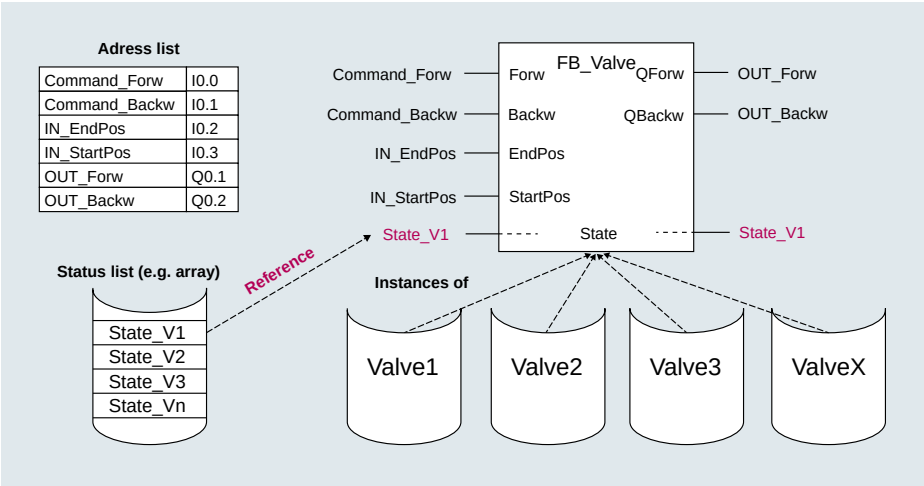 Adress list
Command_Forw I0.0
Command_Backw I0.1
IN_EndPos I0.2
IN_StartPos I0.3
OUT_Forw Q0.1
OUT_Backw Q0.2
FB_Valve
Command_Forw Forw QForw OUT_Forw
Command_Backw Backw QBackw OUT_Backw
IN_EndPos EndPos
IN_StartPos StartPos
State_V1 State State_V1
Reference
Status list (e.g. array)
State_V1
State_V2
State_V3
State_Vn
Instances of
Valve1 Valve2 Valve3 ValveX